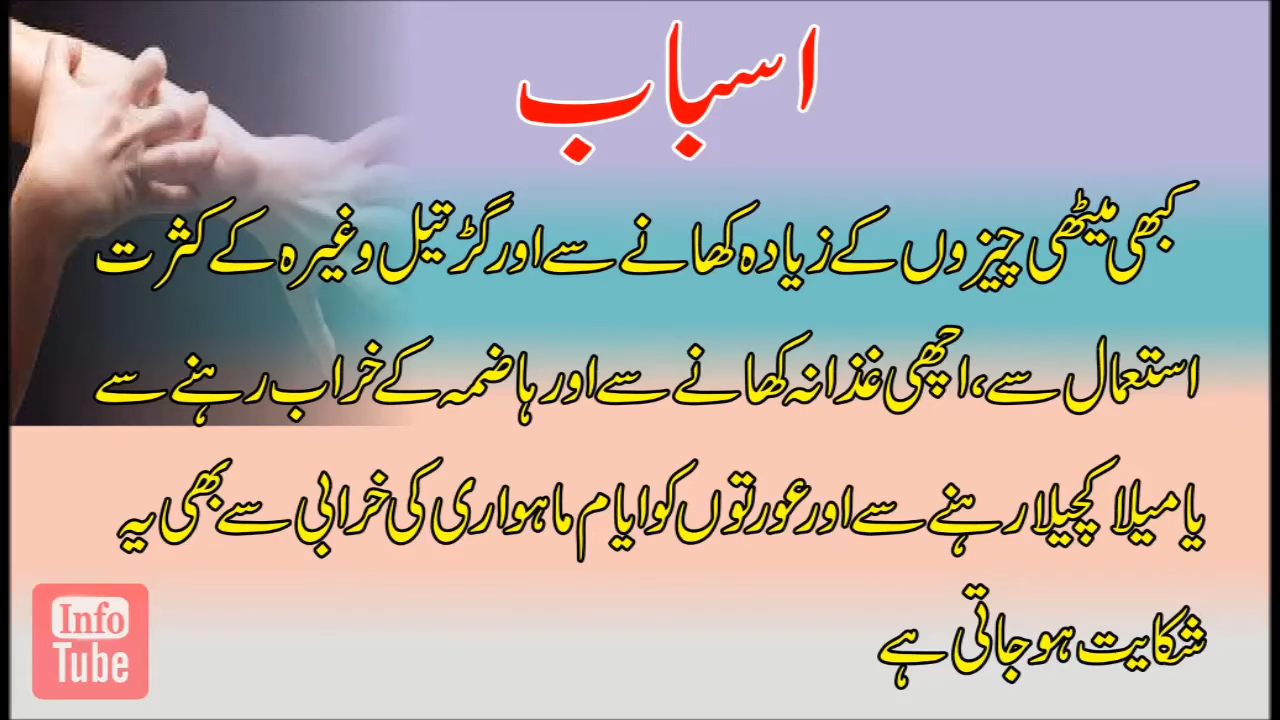 اسباب
کبھی میٹھی چیزوں کے زیادہ کھانے سے اور گڑ تیل وغیرہ کے کثرت
استعمال سے، اچھی غذا نہ کھانے سے اور ہاضمہ کے خراب رہنے سے
یا میلا کچیلا رہنے سے اور عورتوں کو ایام ماہواری کی خرابی سے بھی یہ
شکایت ہو جاتی ہے
Info
Tube